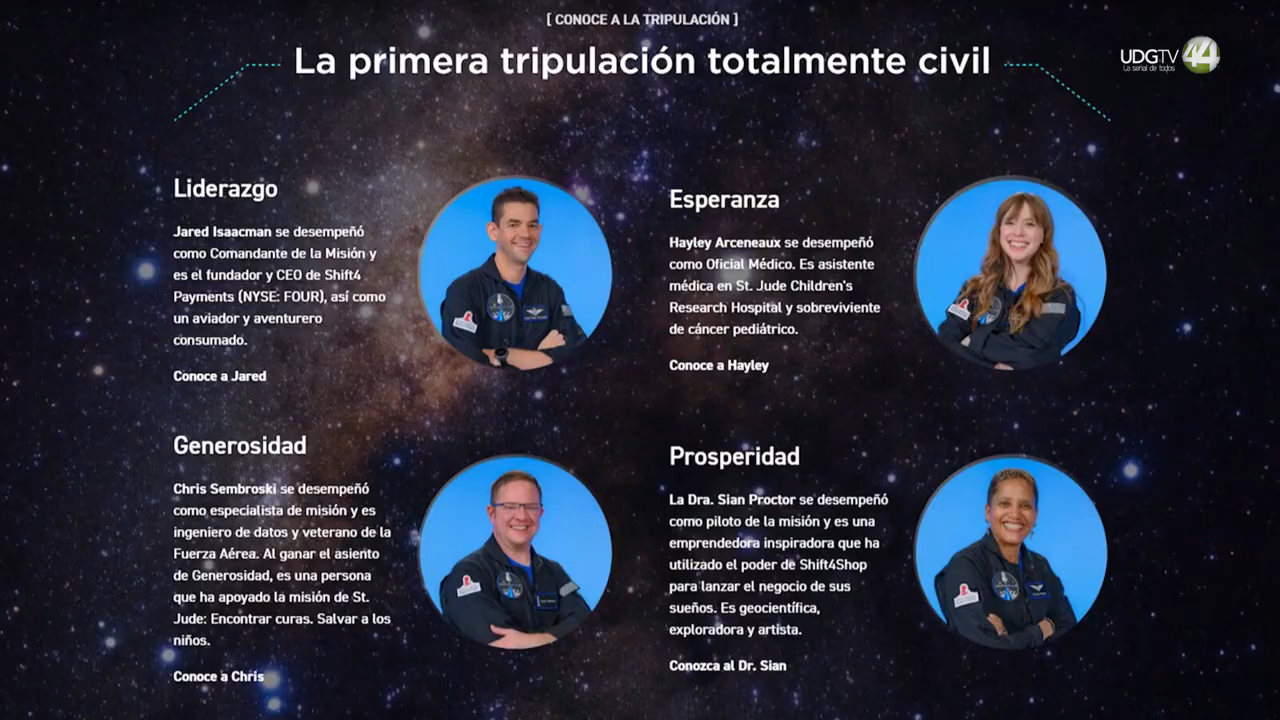 [ CONOCE A LA TRIPULACIÓN ]
La primera tripulación totalmente civil
UDGTV 44
La señal de todos
Liderazgo
Jared Isaacman se desempeñó
como Comandante de la Misión y
es el fundador y CEO de Shift4
Payments (NYSE: FOUR), así como
un aviador y aventurero
consumado.
Conoce a Jared
Esperanza
Hayley Arceneaux se desempeñó
como Oficial Médico. Es asistente
médica en St. Jude Children's
Research Hospital y sobreviviente
de cáncer pediátrico.
Conoce a Hayley
Generosidad
Chris Sembroski se desempeñó
como especialista de misión y es
ingeniero de datos y veterano de la
Fuerza Aérea. Al ganar el asiento
de Generosidad, es una persona
que ha apoyado la misión de St.
Jude: Encontrar curas. Salvar a los
niños.
Conoce a Chris
Prosperidad
La Dra. Sian Proctor se desempeñó
como piloto de la misión y es una
emprendedora inspiradora que ha
utilizado el poder de Shift4Shop
para lanzar el negocio de sus
sueños. Es geocientífica,
exploradora y artista.
Conozca al Dr. Sian